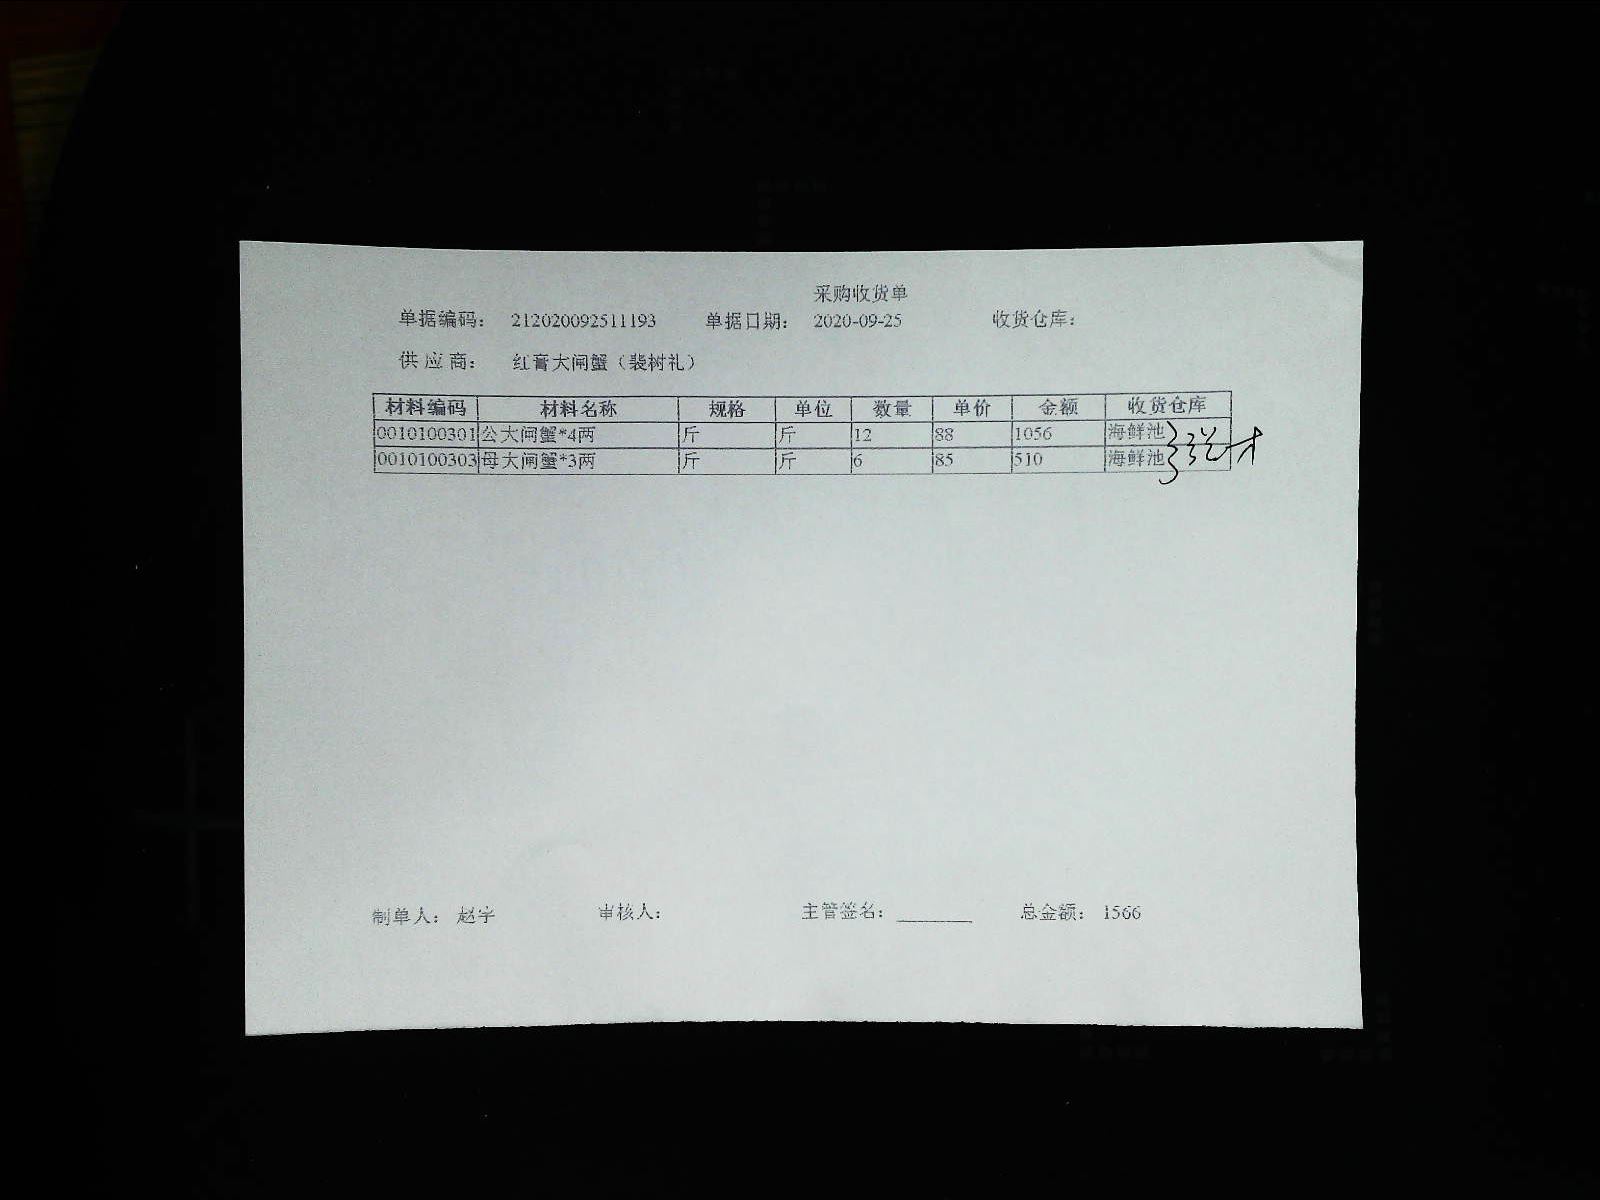 采购收货单
单据编码： 212020092511193 单据日期： 2020-09-25 收货仓库：
供 应 商： 红膏大闸蟹（裴树礼）
材料编码 材料名称 规格 单位 数量 单价 金额 收货仓库
0010100301 公大闸蟹*4两 斤 斤 12 88 1056 海鲜池
0010100303 母大闸蟹*3两 斤 斤 6 85 510 海鲜池
制单人： 赵宇 审核人： 主管签名： ________ 总金额： 1566